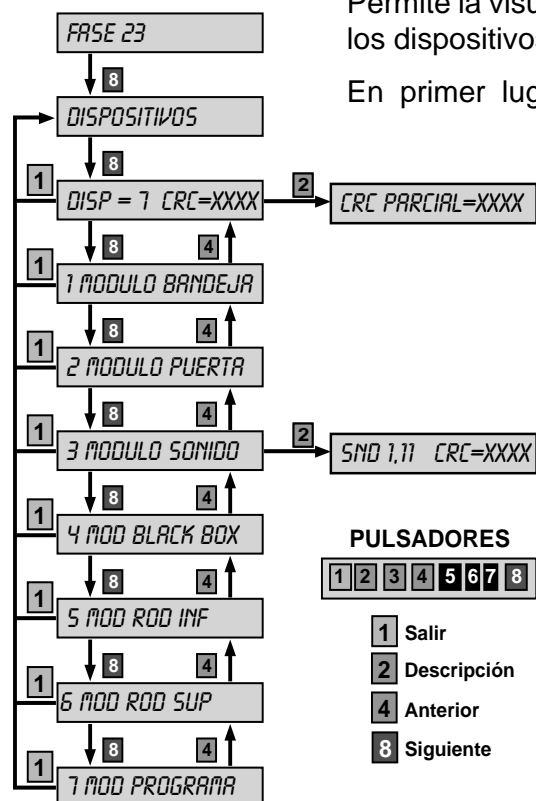 Permite la visu
los dispositivos
En primer lug
FASE 23
8
DISPOSITIVOS
8
1
DISP = 7 CRC=XXXX
2
CRC PARCIAL=XXXX
8
4
1
1 MODULO BANDEJA
8
4
1
2 MODULO PUERTA
8
4
1
3 MODULO SONIDO
2
SND 1,11 CRC=XXXX
8
4
1
4 MOD BLACK BOX
8
4
1
5 MOD ROD INF
8
4
1
6 MOD ROD SUP
8
4
1
7 MOD PROGRAMA
PULSADORES
1 2 3 4 5 6 7 8
1 Salir
2 Descripción
4 Anterior
8 Siguiente